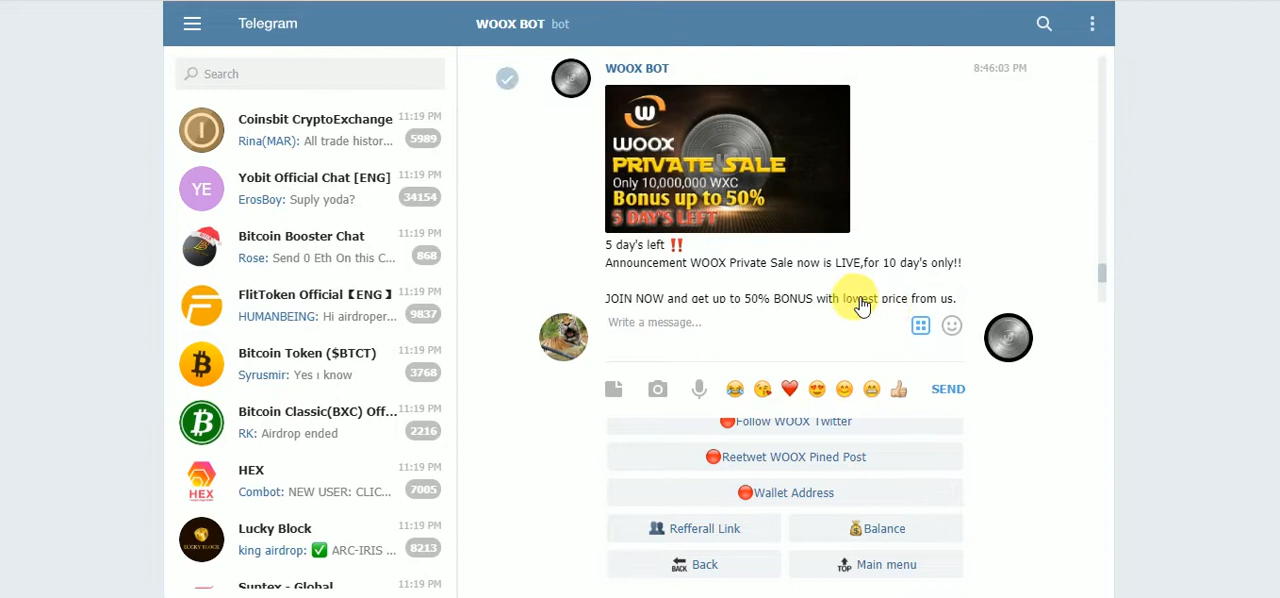 Telegram
WOOX BOT bot
Search
Coinsbit CryptoExchange 11:19 PM
Rina(MAR): All trade histor... 5989
YE
Yobit Official Chat [ENG] 11:19 PM
ErosBoy: Suply yoda? 34154
Bitcoin Booster Chat 11:19 PM
Rose: Send 0 Eth On this C... 868
FlitToken Official【ENG】 11:19 PM
HUMANBEING: Hi airdroper... 9837
Bitcoin Token ($BTCT) 11:19 PM
Syrusmir: Yes ı know 3768
Bitcoin Classic(BXC) Off... 11:19 PM
RK: Airdrop ended 2216
HEX 11:19 PM
HEX
Combot: NEW USER: CLIC... 7005
Lucky Block 11:19 PM
LUCKY BLOCK
king airdrop: ✅ ARC-IRIS ... 8213
Suntex - Global 11:19 PM
WOOX BOT 8:46:03 PM
W
WOOX
PRIVATE SALE
Only 10,000,000 WXC
Bonus up to 50%
5 DAY'S LEFT
5 day's left ‼️
Announcement WOOX Private Sale now is LIVE,for 10 day's only!!
JOIN NOW and get up to 50% BONUS with lowest price from us.
Write a message...
SEND
Follow WOOX Twitter
Reetwet WOOX Pined Post
Wallet Address
Refferall Link
Balance
BACK Back
TOP Main menu